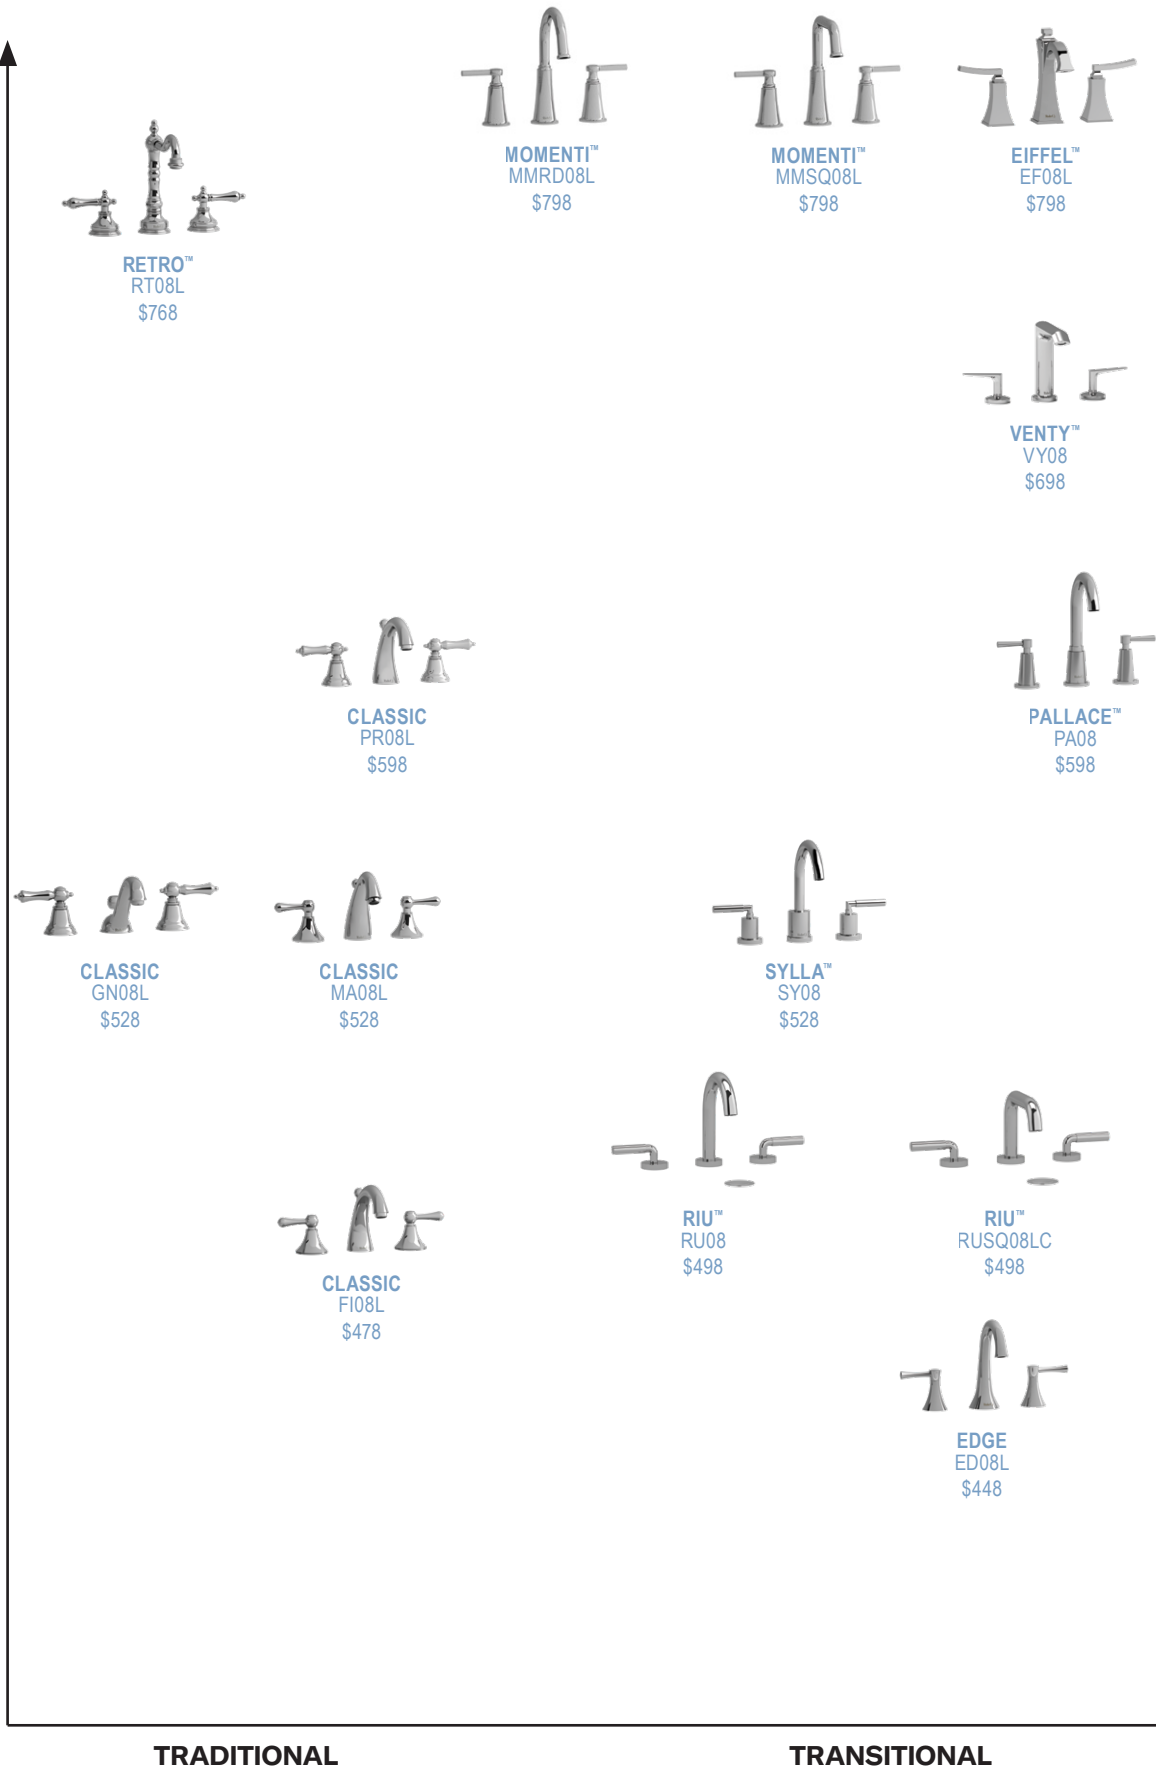 MOMENTI™
MMRD08L
$798
MOMENTI™
MMSQ08L
$798
EIFFEL™
EF08L
$798
RETRO™
RT08L
$768
VENTY™
VY08
$698
CLASSIC
PR08L
$598
PALLACE™
PA08
$598
CLASSIC
GN08L
$528
CLASSIC
MA08L
$528
SYLLA™
SY08
$528
RIU™
RU08
$498
RIU™
RUSQ08LC
$498
CLASSIC
FI08L
$478
EDGE
ED08L
$448
TRADITIONAL
TRANSITIONAL